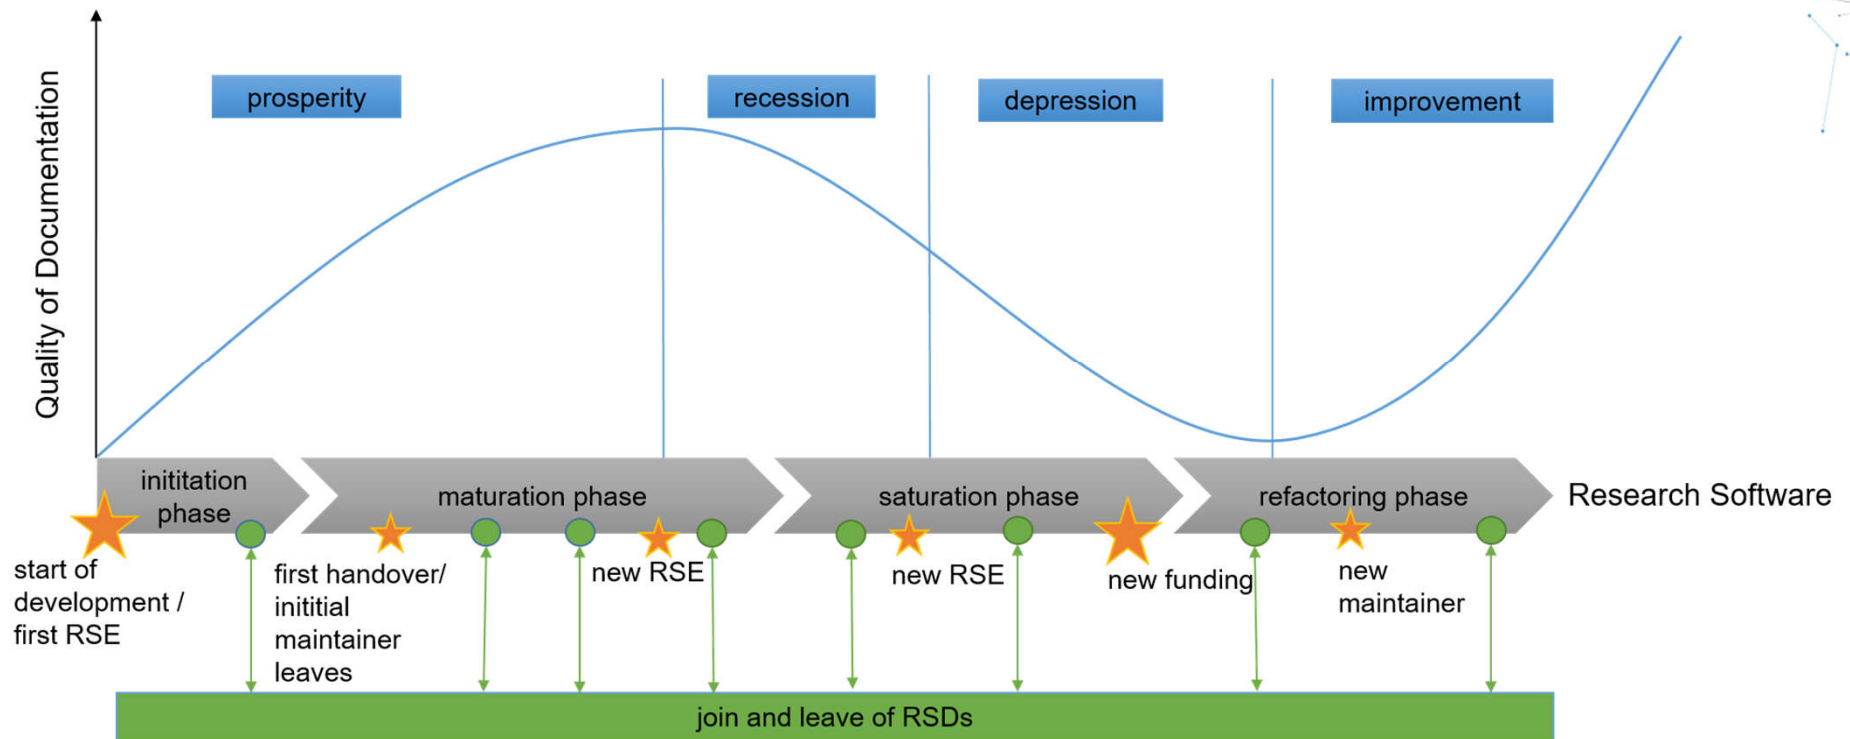 Quality of Documentation
prosperity
recession
depression
improvement
inititation
phase
maturation phase
saturation phase
refactoring phase
Research Software
start of
development /
first RSE
first handover/
inititial
maintainer
leaves
new RSE
new RSE
new funding
new
maintainer
join and leave of RSDs